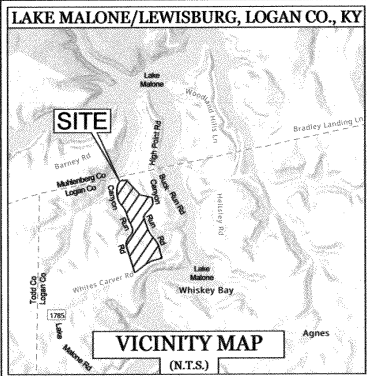 LAKE MALONE/LEWISBURG, LOGAN CO., KY
Lake
Malone
Woodland Hills Ln
SITE
High Point Rd
Bradley Landing Ln
Barney Rd
Muhlenberg Co
Logan Co
Canyon
Run
Rd
Buck Run Rd
Canyon
Run
Rd
Hellsley Rd
Todd Co
Logan Co
Whites Carver Rd
Lake
Malone
Whiskey Bay
1785
Lake
Malone Rd
Agnes
VICINITY MAP
(N.T.S.)